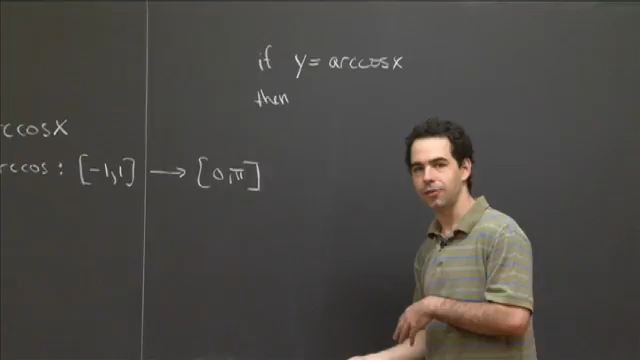 if y = arccos x
then
rccos x
rccos : [-1,1] → [0,π]